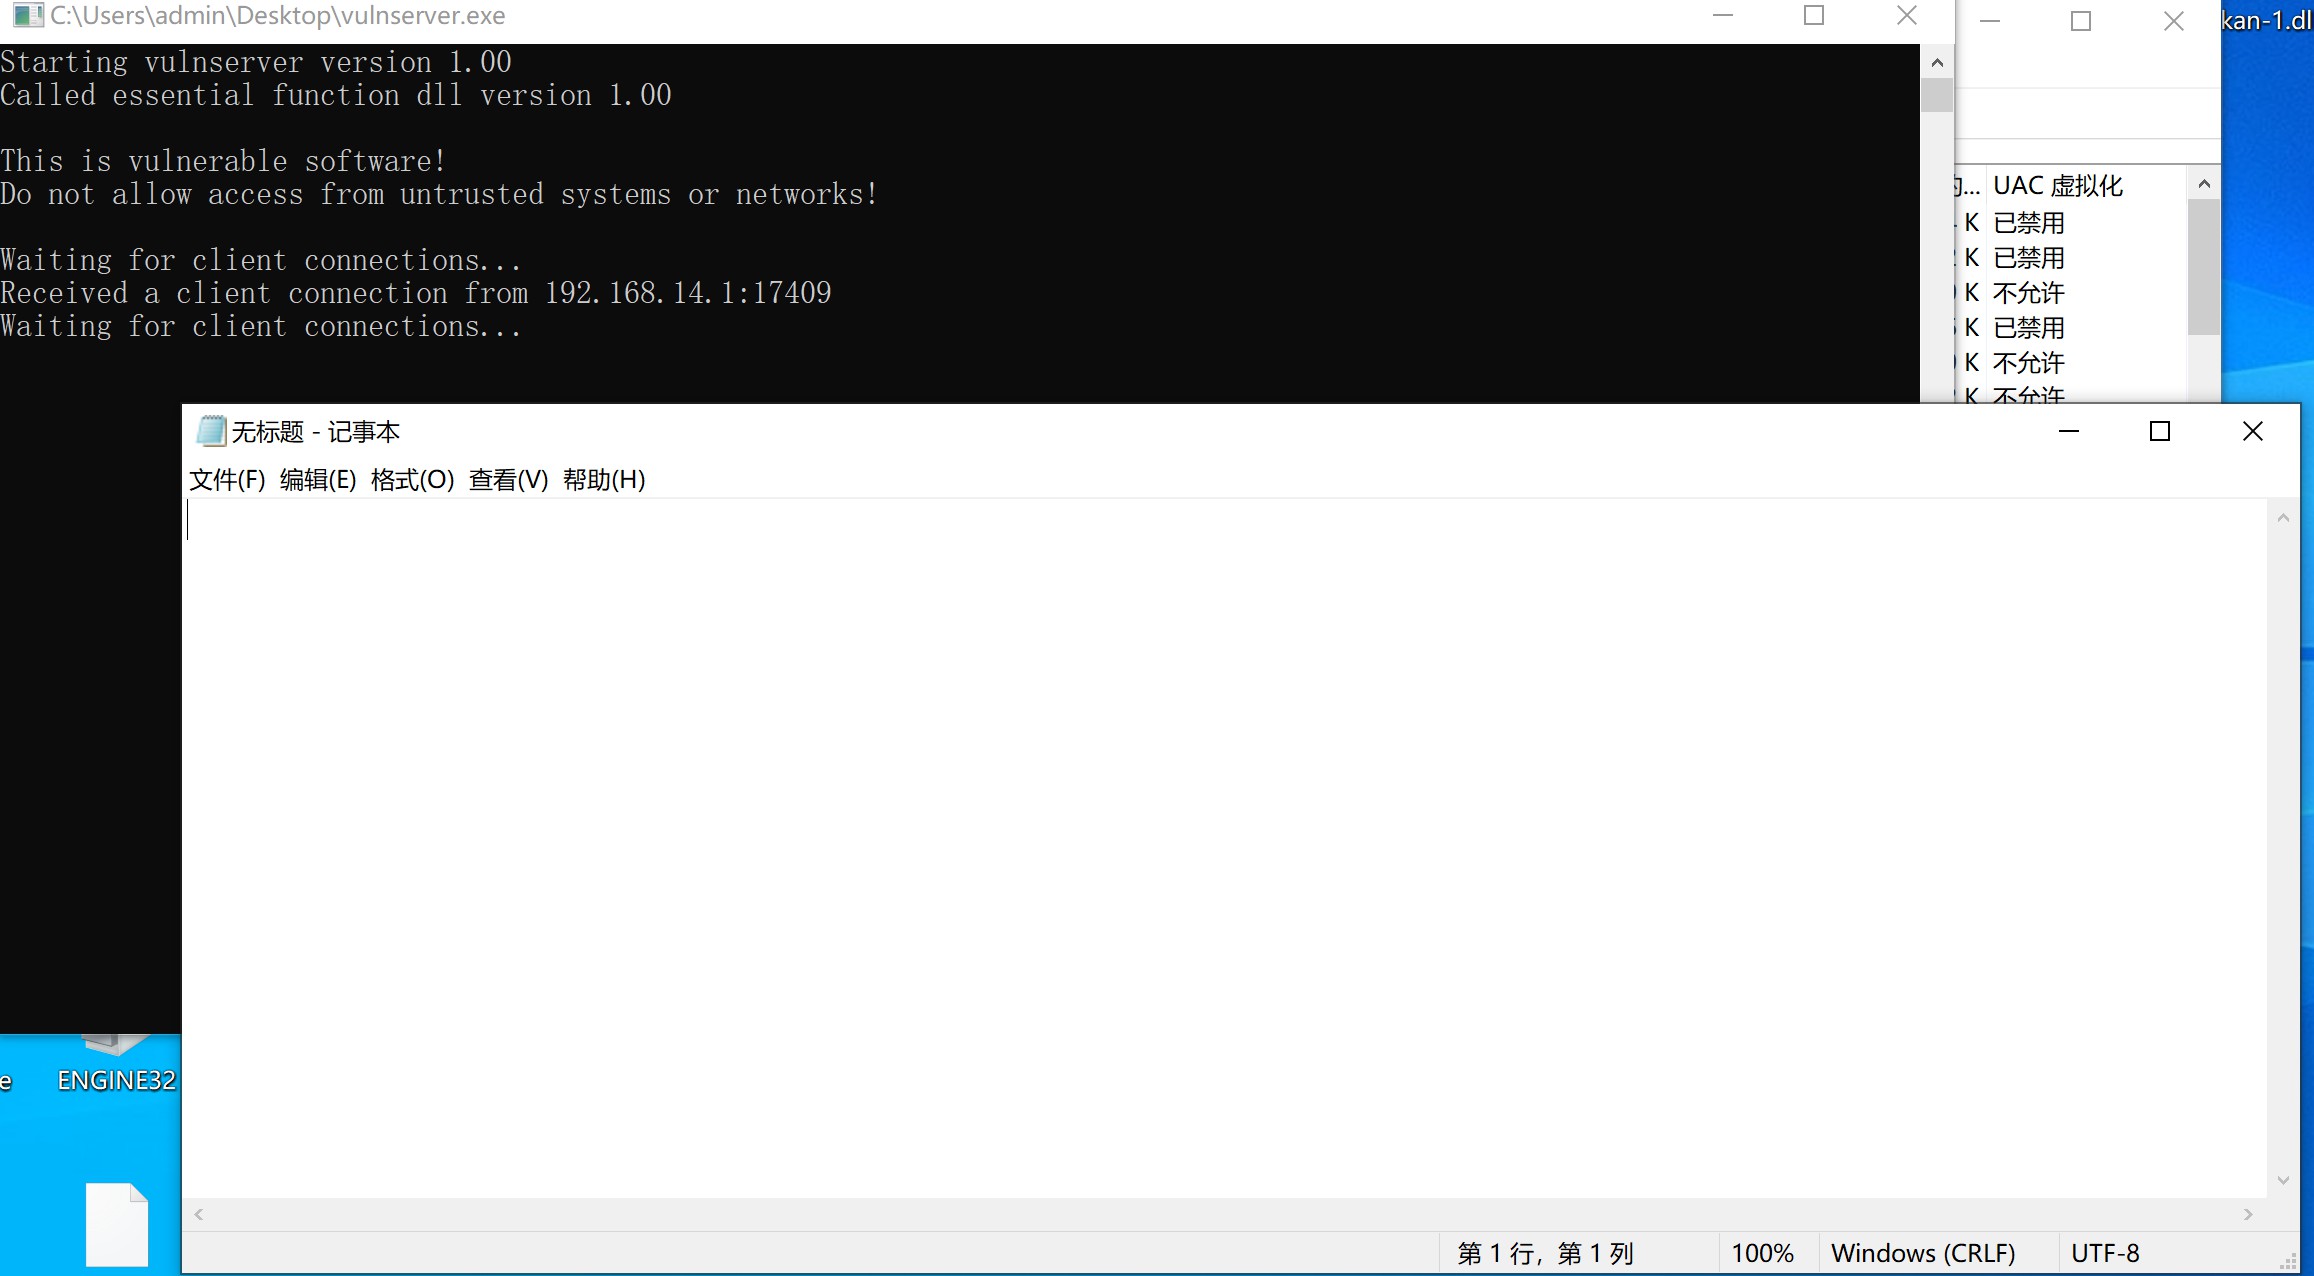 C:\Users\admin\Desktop\vulnserver.exe
Starting vulnserver version 1.00
Called essential function dll version 1.00
This is vulnerable software!
Do not allow access from untrusted systems or networks!
Waiting for client connections...
Received a client connection from 192.168.14.1:17409
Waiting for client connections...
kan-1.dl
... UAC 虚拟化
K 已禁用
K 已禁用
K 不允许
K 已禁用
K 不允许
K 不允许
无标题 - 记事本
文件(F) 编辑(E) 格式(O) 查看(V) 帮助(H)
e ENGINE32
第 1 行，第 1 列 100% Windows (CRLF) UTF-8